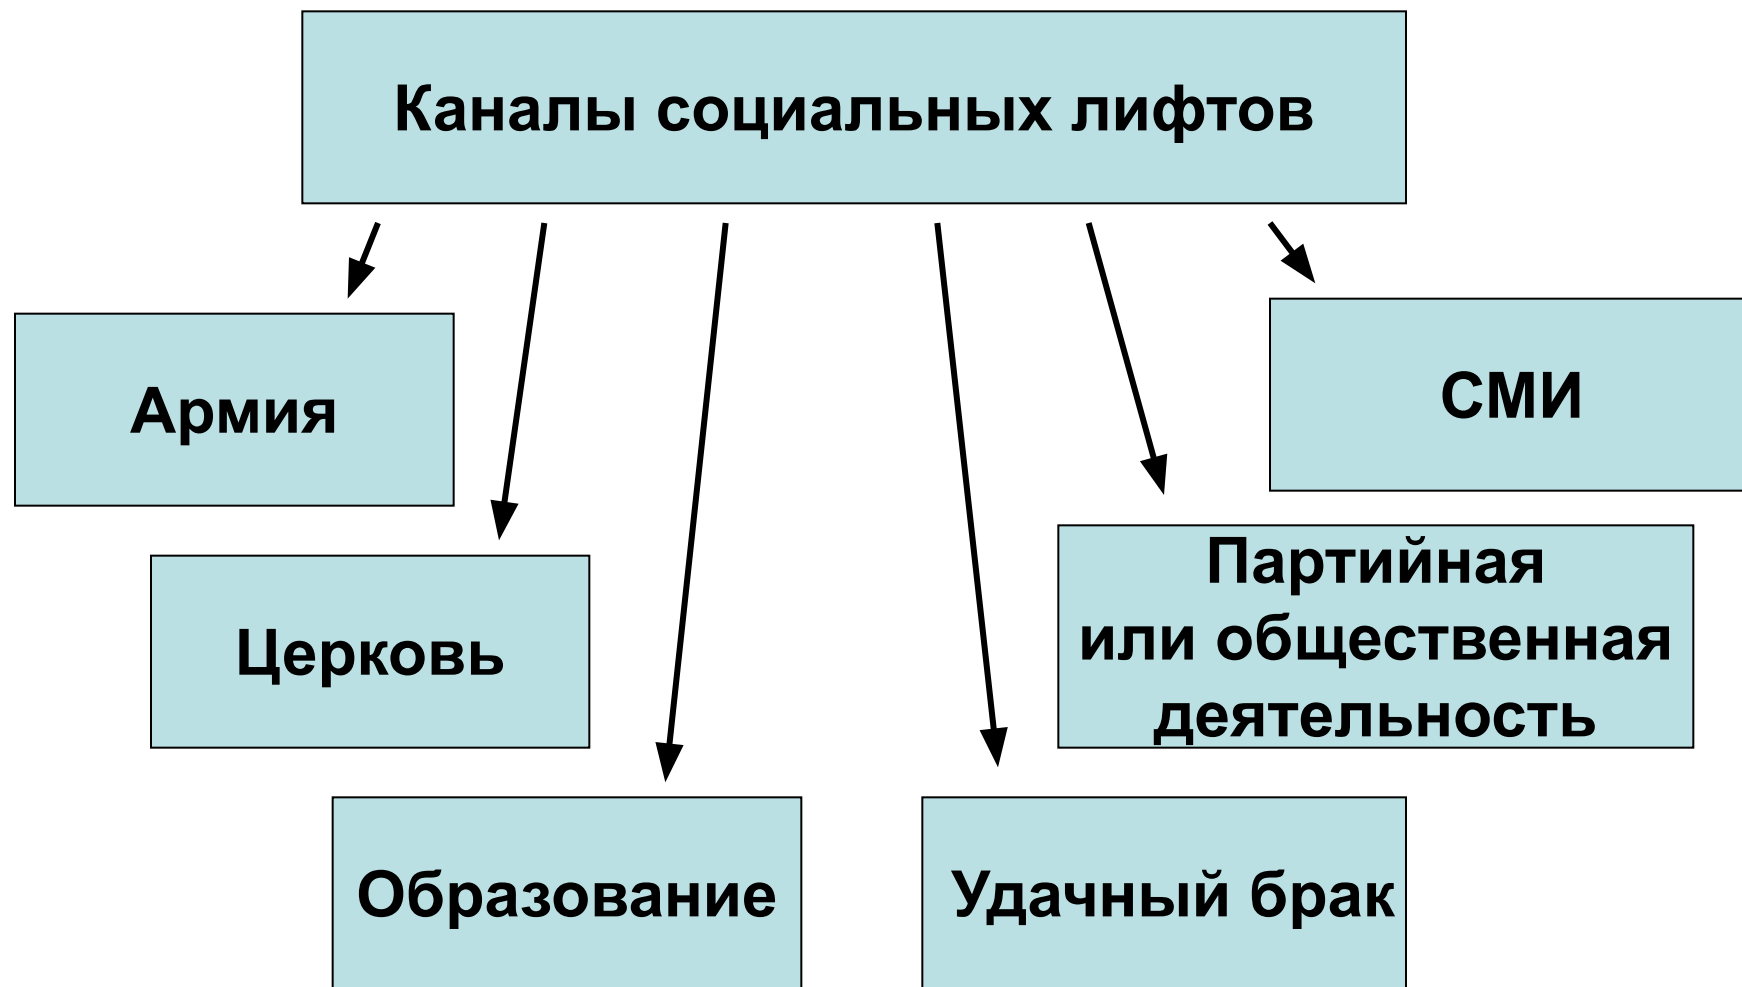 Каналы социальных лифтов
Армия
СМИ
Церковь
Партийная
или общественная
деятельность
Образование
Удачный брак